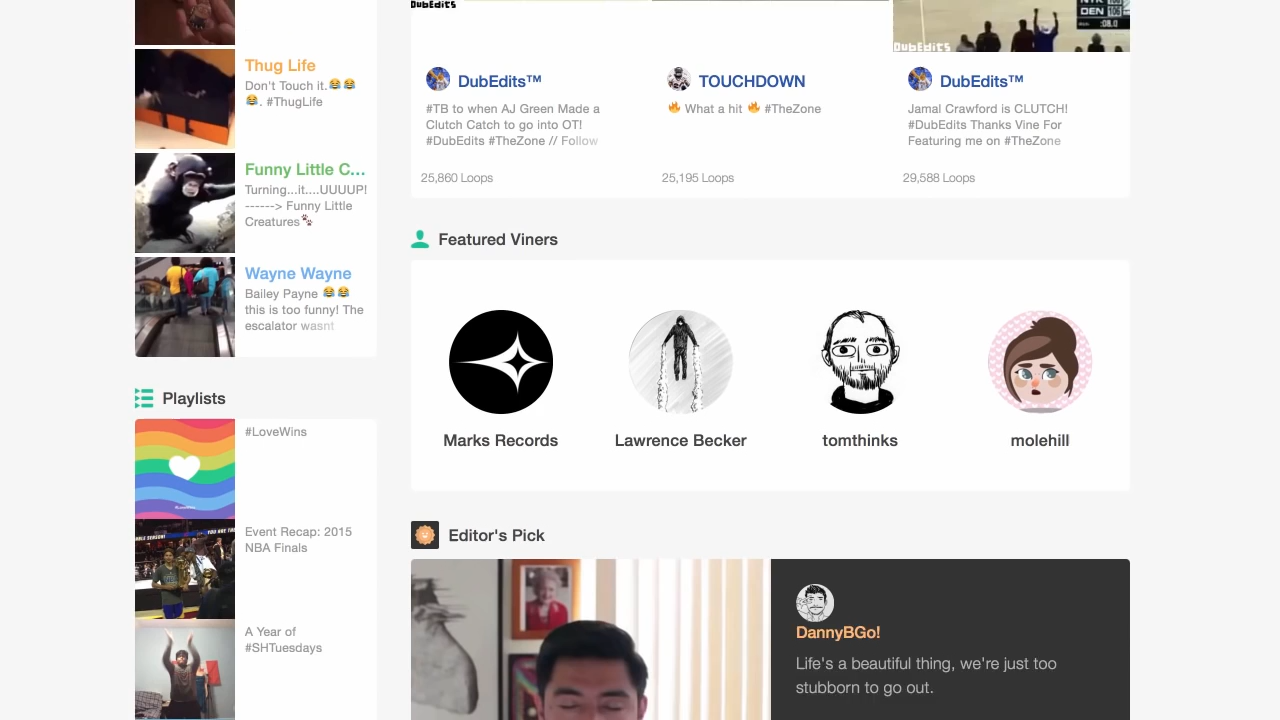 Thug Life
Don't Touch it.😂😂
😂. #ThugLife
Funny Little C...
Turning...it....UUUUP!
------> Funny Little
Creatures🐾
Wayne Wayne
Bailey Payne 😂😂
this is too funny! The
escalator wasnt
Playlists
#LoveWins
Event Recap: 2015
NBA Finals
A Year of
#SHTuesdays
DubEdits
DubEdits
DEN
:08.0
DubEdits™
#TB to when AJ Green Made a
Clutch Catch to go into OT!
#DubEdits #TheZone // Follow
25,860 Loops
TOUCHDOWN
🔥 What a hit 🔥 #TheZone
25,195 Loops
DubEdits™
Jamal Crawford is CLUTCH!
#DubEdits Thanks Vine For
Featuring me on #TheZone
29,588 Loops
Featured Viners
Marks Records
Lawrence Becker
tomthinks
molehill
Editor's Pick
DannyBGo!
Life's a beautiful thing, we're just too
stubborn to go out.